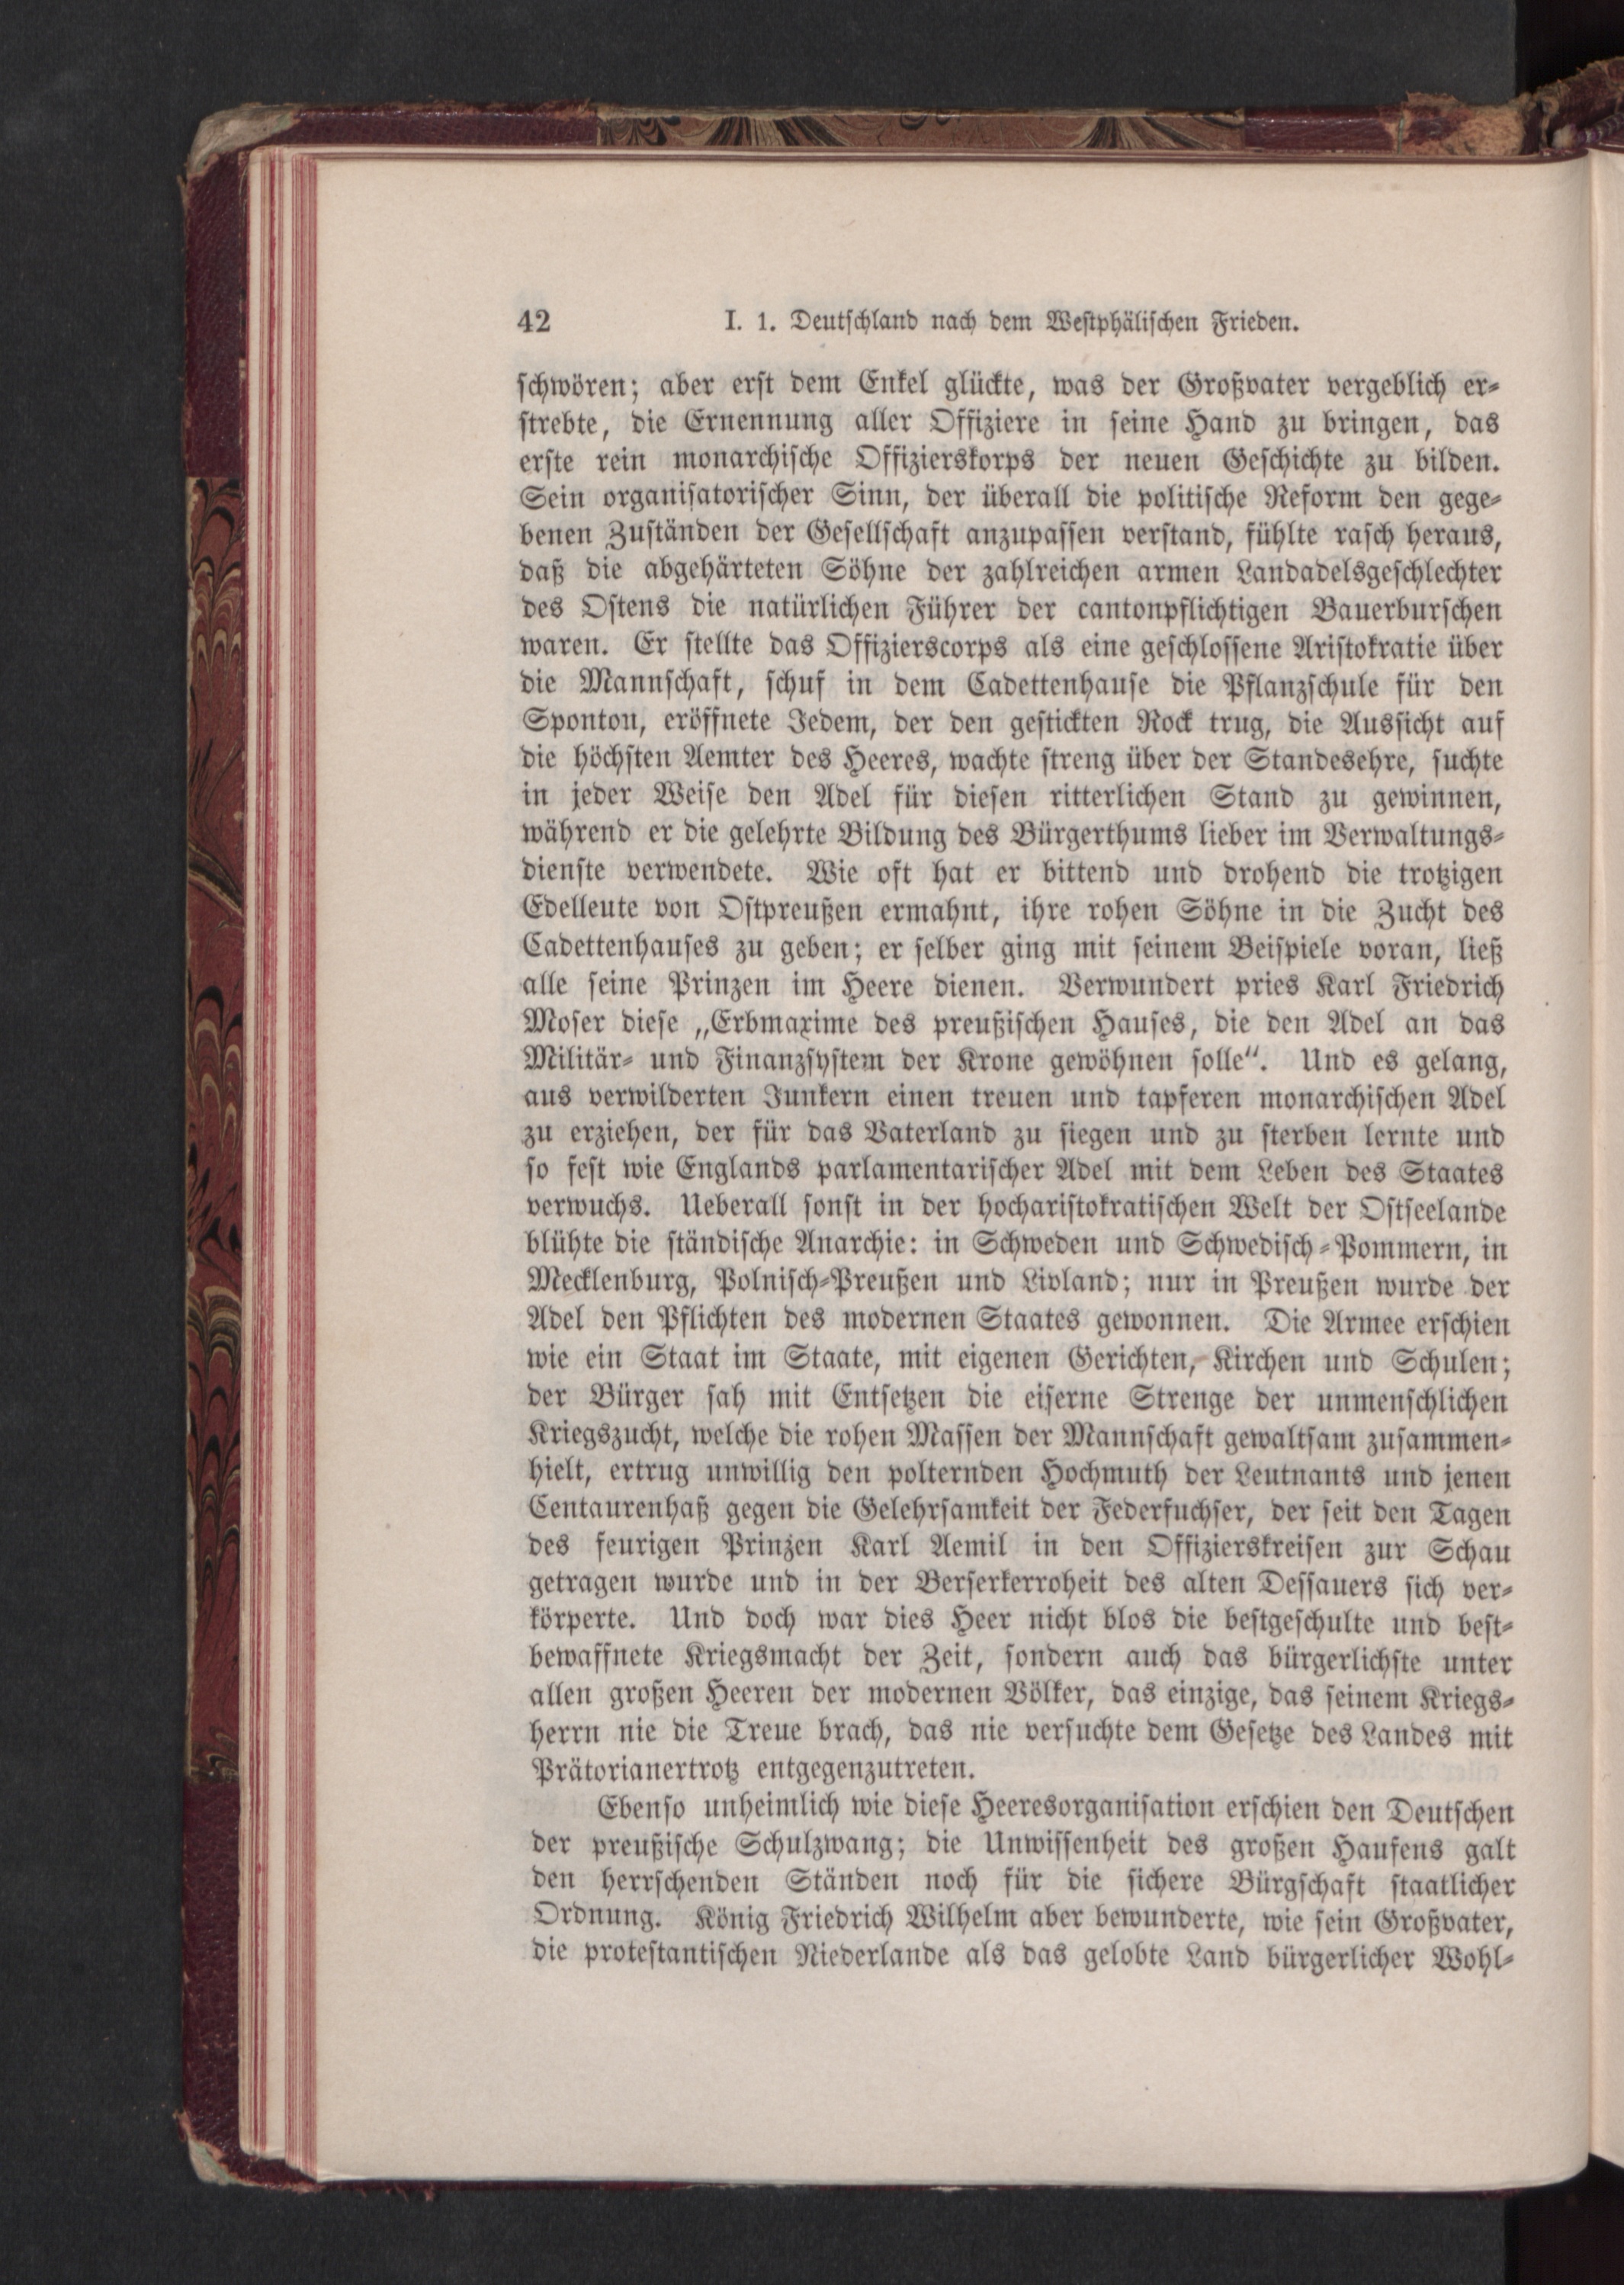 42 I. 1. Deutschland nach dem Westphälischen Frieden.
schwören; aber erst dem Enkel glückte, was der Großvater vergeblich er-
strebte, die Ernennung aller Offiziere in seine Hand zu bringen, das
erste rein monarchische Offizierskorps der neuen Geschichte zu bilden.
Sein organisatorischer Sinn, der überall die politische Reform den gege-
benen Zuständen der Gesellschaft anzupassen verstand, fühlte rasch heraus,
daß die abgehärteten Söhne der zahlreichen armen Landadelsgeschlechter
des Ostens die natürlichen Führer der cantonpflichtigen Bauerburschen
waren. Er stellte das Offizierscorps als eine geschlossene Aristokratie über
die Mannschaft, schuf in dem Cadettenhause die Pflanzschule für den
Sponton, eröffnete Jedem, der den gestickten Rock trug, die Aussicht auf
die höchsten Aemter des Heeres, wachte streng über der Standesehre, suchte
in jeder Weise den Adel für diesen ritterlichen Stand zu gewinnen,
während er die gelehrte Bildung des Bürgerthums lieber im Verwaltungs-
dienste verwendete. Wie oft hat er bittend und drohend die trotzigen
Edelleute von Ostpreußen ermahnt, ihre rohen Söhne in die Zucht des
Cadettenhauses zu geben; er selber ging mit seinem Beispiele voran, ließ
alle seine Prinzen im Heere dienen. Verwundert pries Karl Friedrich
Moser diese „Erbmaxime des preußischen Hauses, die den Adel an das
Militär- und Finanzsystem der Krone gewöhnen solle“. Und es gelang,
aus verwilderten Junkern einen treuen und tapferen monarchischen Adel
zu erziehen, der für das Vaterland zu siegen und zu sterben lernte und
so fest wie Englands parlamentarischer Adel mit dem Leben des Staates
verwuchs. Ueberall sonst in der hocharistokratischen Welt der Ostseelande
blühte die ständische Anarchie: in Schweden und Schwedisch-Pommern, in
Mecklenburg, Polnisch-Preußen und Livland; nur in Preußen wurde der
Adel den Pflichten des modernen Staates gewonnen. Die Armee erschien
wie ein Staat im Staate, mit eigenen Gerichten, Kirchen und Schulen;
der Bürger sah mit Entsetzen die eiserne Strenge der unmenschlichen
Kriegszucht, welche die rohen Massen der Mannschaft gewaltsam zusammen-
hielt, ertrug unwillig den polternden Hochmuth der Leutnants und jenen
Centaurenhaß gegen die Gelehrsamkeit der Federfuchser, der seit den Tagen
des feurigen Prinzen Karl Aemil in den Offizierskreisen zur Schau
getragen wurde und in der Berserkerroheit des alten Dessauers sich ver-
körperte. Und doch war dies Heer nicht blos die bestgeschulte und best-
bewaffnete Kriegsmacht der Zeit, sondern auch das bürgerlichste unter
allen großen Heeren der modernen Völker, das einzige, das seinem Kriegs-
herrn nie die Treue brach, das nie versuchte dem Gesetze des Landes mit
Prätorianertrotz entgegenzutreten.
Ebenso unheimlich wie diese Heeresorganisation erschien den Deutschen
der preußische Schulzwang; die Unwissenheit des großen Haufens galt
den herrschenden Ständen noch für die sichere Bürgschaft staatlicher
Ordnung. König Friedrich Wilhelm aber bewunderte, wie sein Großvater,
die protestantischen Niederlande als das gelobte Land bürgerlicher Wohl-